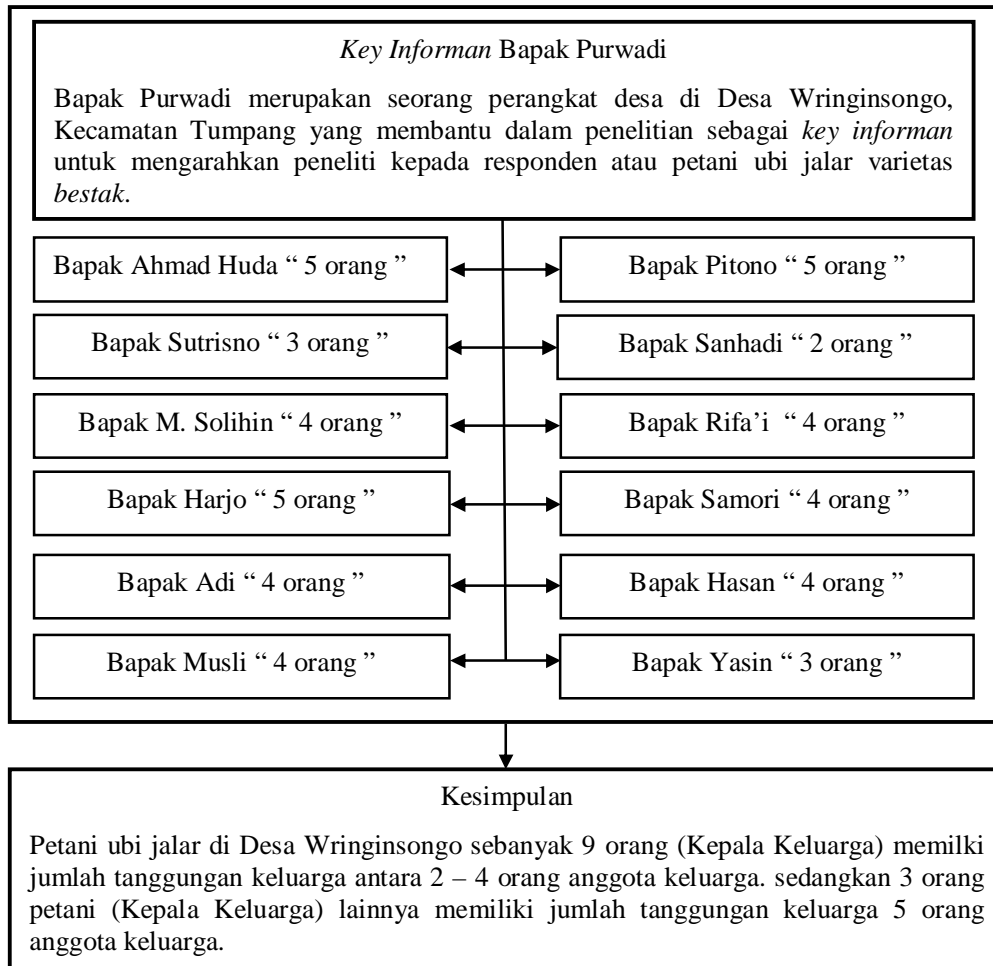 Key Informan Bapak Purwadi
Bapak Purwadi merupakan seorang perangkat desa di Desa Wringinsongo,
Kecamatan Tumpang yang membantu dalam penelitian sebagai key informan
untuk mengarahkan peneliti kepada responden atau petani ubi jalar varietas
bestak.
Bapak Ahmad Huda “ 5 orang ”
Bapak Pitono “ 5 orang ”
Bapak Sutrisno “ 3 orang ”
Bapak Sanhadi “ 2 orang ”
Bapak M. Solihin “ 4 orang ”
Bapak Rifa’i “ 4 orang ”
Bapak Harjo “ 5 orang ”
Bapak Samori “ 4 orang ”
Bapak Adi “ 4 orang ”
Bapak Hasan “ 4 orang ”
Bapak Musli “ 4 orang ”
Bapak Yasin “ 3 orang ”
Kesimpulan
Petani ubi jalar di Desa Wringinsongo sebanyak 9 orang (Kepala Keluarga) memilki
jumlah tanggungan keluarga antara 2 – 4 orang anggota keluarga. sedangkan 3 orang
petani (Kepala Keluarga) lainnya memiliki jumlah tanggungan keluarga 5 orang
anggota keluarga.